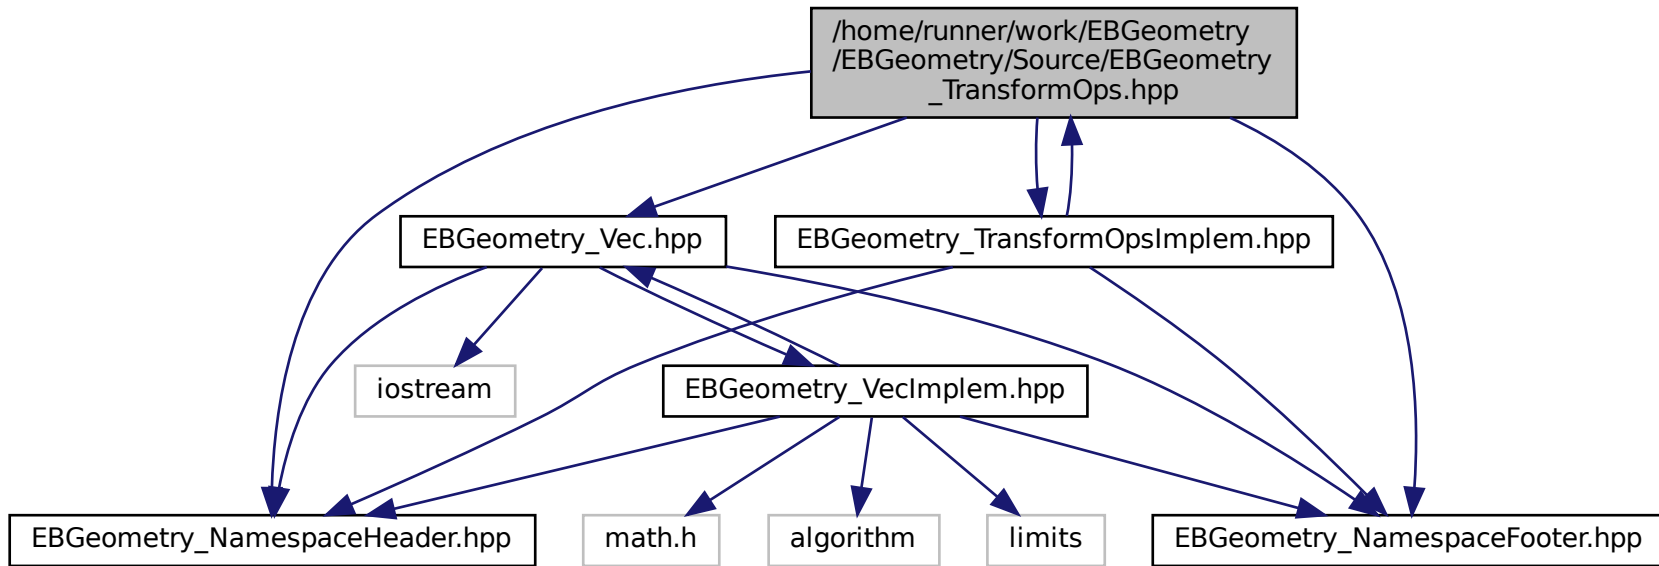 /home/runner/work/EBGeometry
/EBGeometry/Source/EBGeometry
_TransformOps.hpp
EBGeometry_Vec.hpp
EBGeometry_TransformOpsImplem.hpp
iostream
EBGeometry_VecImplem.hpp
EBGeometry_NamespaceHeader.hpp
math.h
algorithm
limits
EBGeometry_NamespaceFooter.hpp